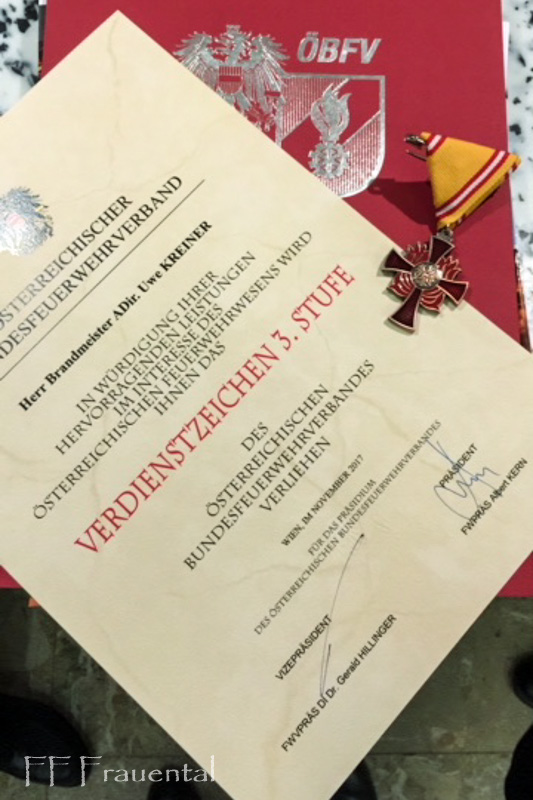 ÖBFV
ÖSTERREICHISCHER
BUNDESFEUERWEHRVERBAND
Herr Brandmeister ADir. Uwe KREINER
IN WÜRDIGUNG IHRER
HERVORRAGENDEN LEISTUNGEN
IM INTERESSE DES
ÖSTERREICHISCHEN FEUERWEHRWESENS WIRD
IHNEN DAS
VERDIENSTZEICHEN 3. STUFE
DES
ÖSTERREICHISCHEN
BUNDESFEUERWEHRVERBANDES
VERLIEHEN
WIEN, IM NOVEMBER 2017
FÜR DAS PRÄSIDIUM
DES ÖSTERREICHISCHEN BUNDESFEUERWEHRVERBANDES
VIZEPRÄSIDENT
FWVPRÄS DI Dr. Gerald HILLINGER
PRÄSIDENT
FWPRÄS Albert KERN
FF Frauental